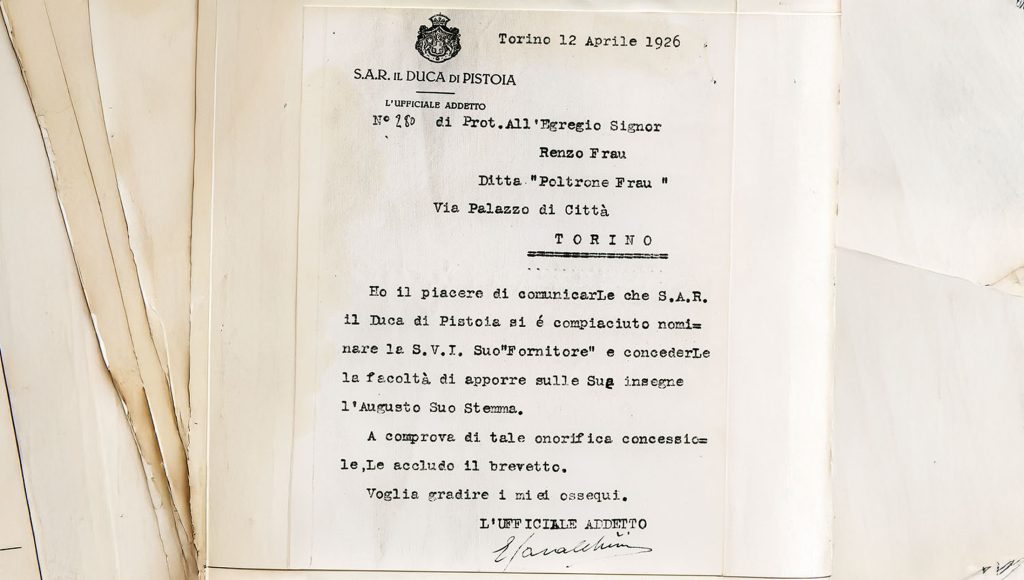 Torino 12 Aprile 1926
S.A.R. IL DUCA DI PISTOIA
L'UFFICIALE ADDETTO
N° 280 di Prot.All'Egregio Signor
Renzo Frau
Ditta "Poltrone Frau "
Via Palazzo di Città
TORINO
Ho il piacere di comunicarLe che S.A.R.
il Duca di Pistoia si é compiaciuto nomi=
nare la S.V.I. Suo"Fornitore" e concederLe
la facoltà di apporre sulle Sue insegne
l'Augusto Suo Stemma.
A comprova di tale onorifica concessio=
le,Le accludo il brevetto.
Voglia gradire i miei ossequi.
L'UFFICIALE ADDETTO